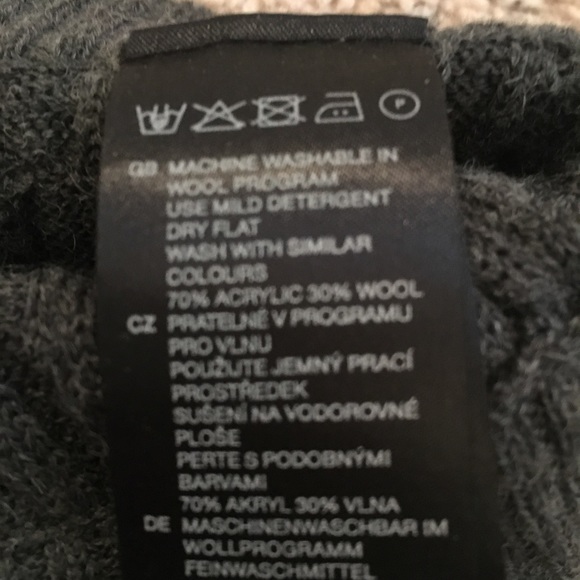 P
GB MACHINE WASHABLE IN
WOOL PROGRAM
USE MILD DETERGENT
DRY FLAT
WASH WITH SIMILAR
COLOURS
70% ACRYLIC 30% WOOL
CZ PRATELNÉ V PROGRAMU
PRO VLNU
POUŽIJTE JEMNÝ PRACÍ
PROSTŘEDEK
SUŠENÍ NA VODOROVNÉ
PLOŠE
PERTE S PODOBNÝMI
BARVAMI
70% AKRYL 30% VLNA
DE MASCHINENWASCHBAR IM
WOLLPROGRAMM
FEINWASCHMITTEL